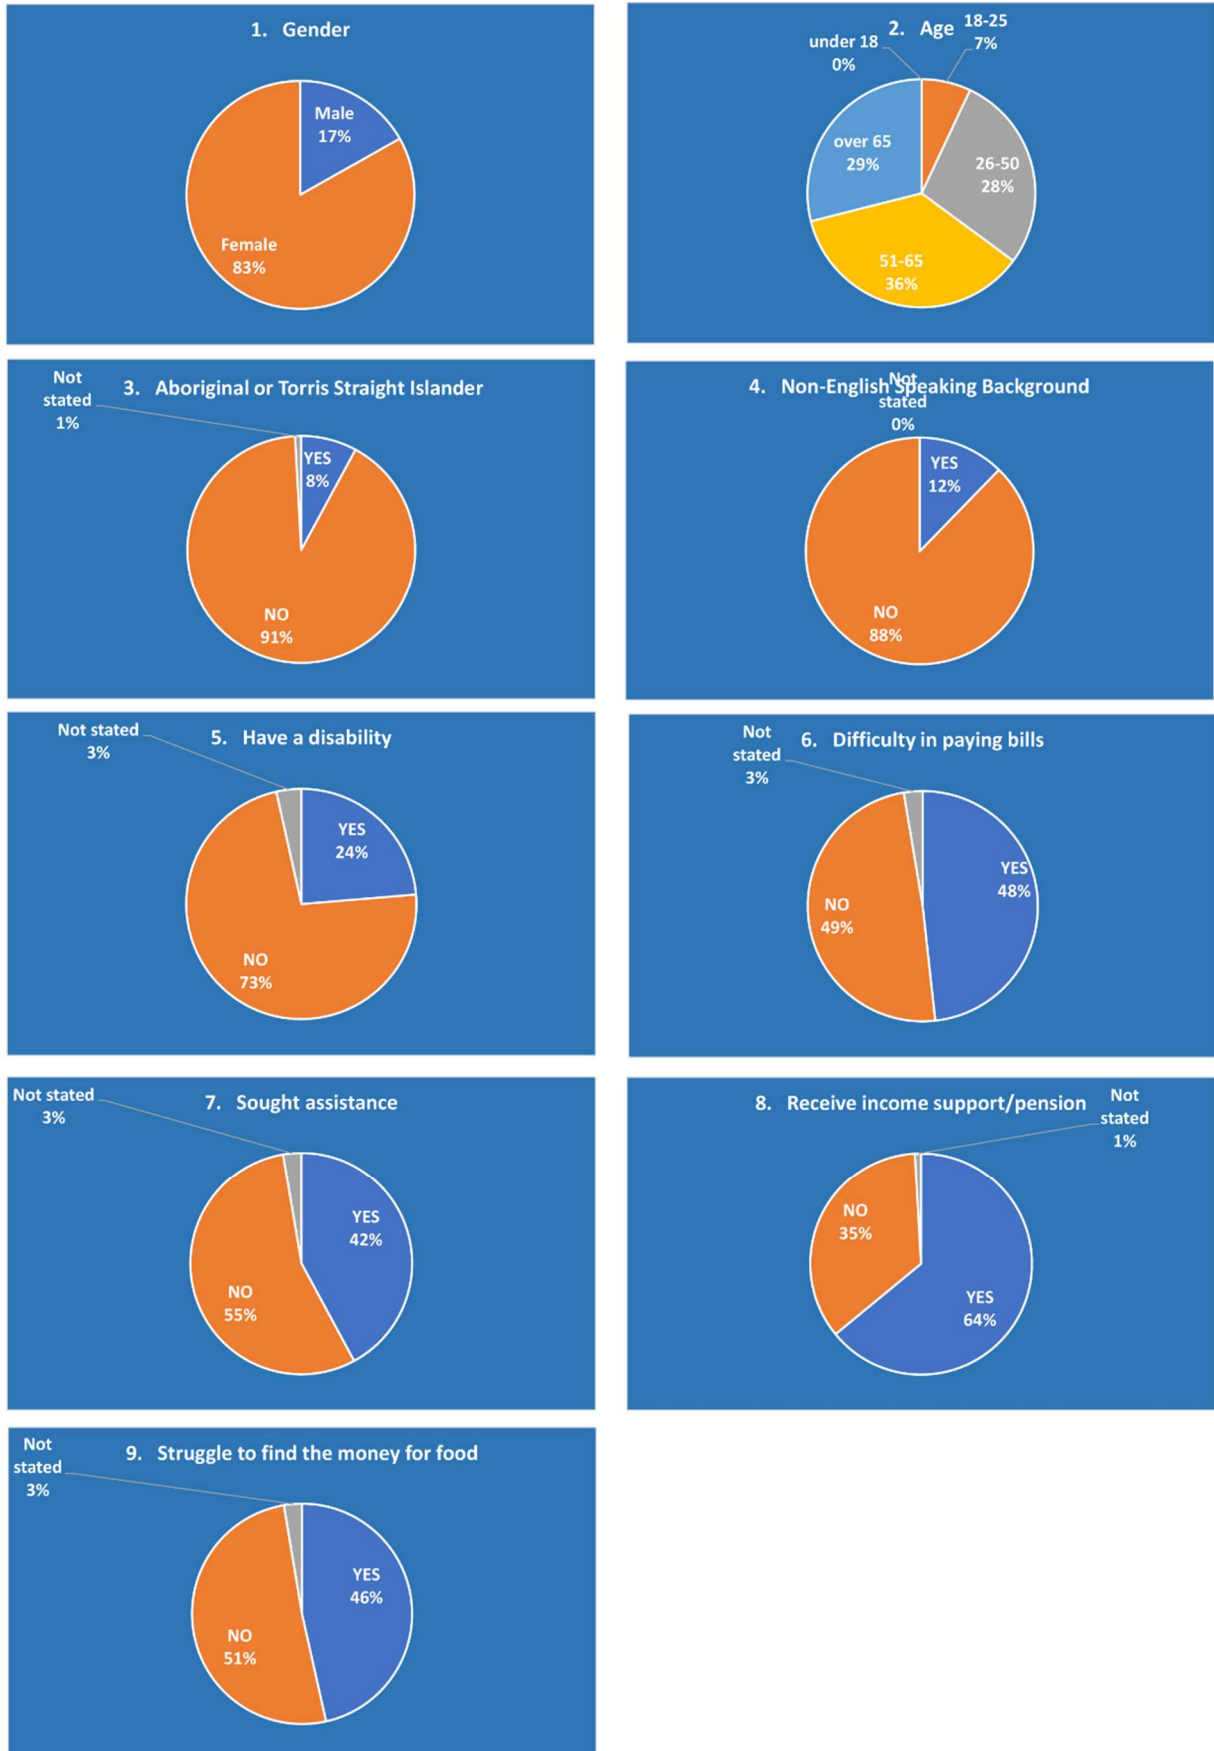 1. Gender
Male
17%
Female
83%
2. Age
under 18
0%
18-25
7%
26-50
28%
51-65
36%
over 65
29%
3. Aboriginal or Torris Straight Islander
Not
stated
1%
YES
8%
NO
91%
4. Non-English Speaking Background
Not
stated
0%
YES
12%
NO
88%
5. Have a disability
Not stated
3%
YES
24%
NO
73%
6. Difficulty in paying bills
Not
stated
3%
YES
48%
NO
49%
7. Sought assistance
Not stated
3%
YES
42%
NO
55%
8. Receive income support/pension
Not
stated
1%
NO
35%
YES
64%
9. Struggle to find the money for food
Not
stated
3%
YES
46%
NO
51%